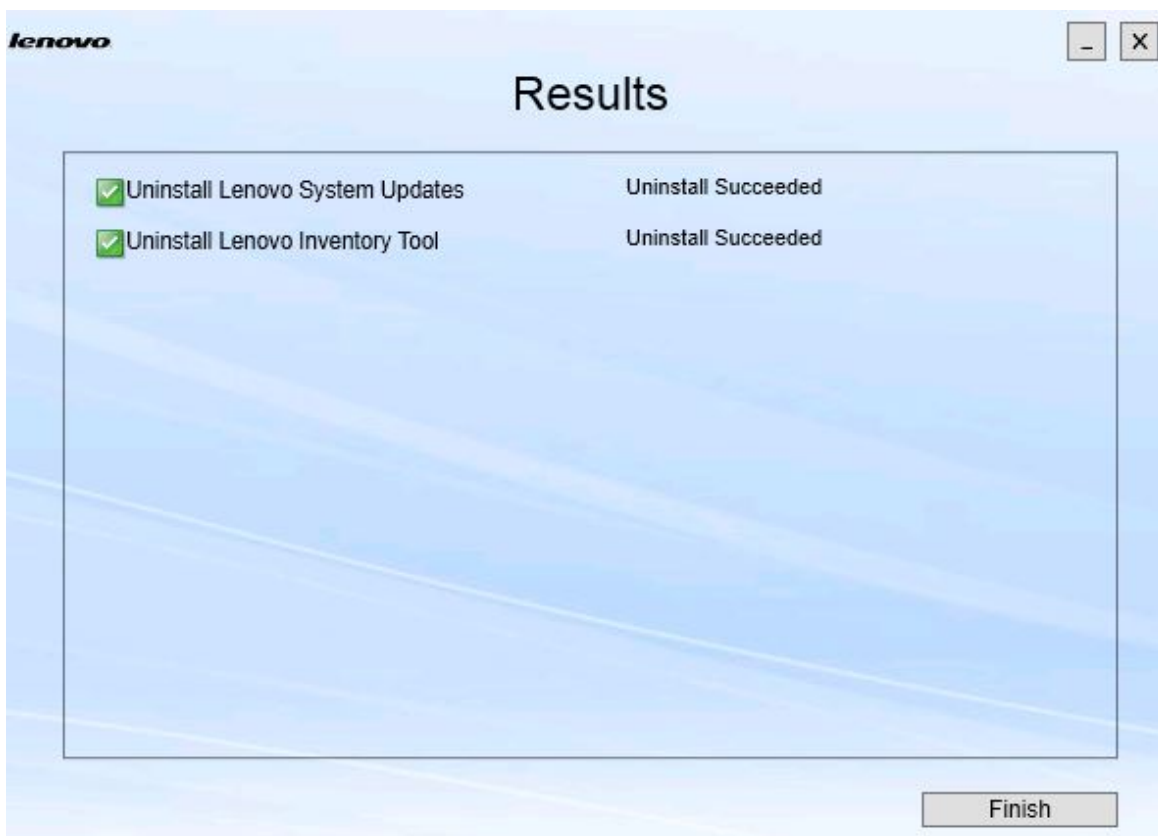 lenovo
_ X
Results
Uninstall Lenovo System Updates Uninstall Succeeded
Uninstall Lenovo Inventory Tool Uninstall Succeeded
Finish